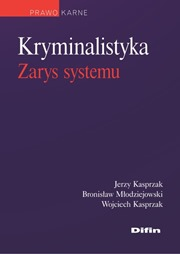 PRAWO KARNE
Kryminalistyka
Zarys systemu
Jerzy Kasprzak
Bronisław Młodziejowski
Wojciech Kasprzak
Difin